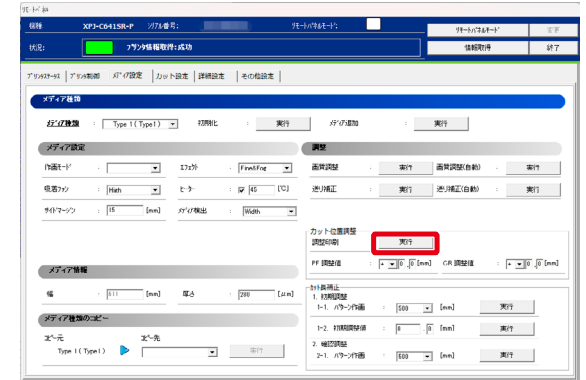 リモートパネル
機種 XPJ-C641SR-P シリアル番号: リモートパネルモード: リモートパネルモード 変更
状況: プリンタ情報取得:成功 情報取得 終了
プリンタステータス プリンタ制御 メディア設定 カット設定 詳細設定 その他設定
メディア種類
メディア種類 : Type 1(Type1) 初期化 : 実行 メディア追加 : 実行
メディア設定 調整
作画モード : エフェクト : Fine&Fog 画質調整 : 実行 画質調整(自動) : 実行
吸着ファン : High ヒーター : 45 [℃] 送り補正 : 実行 送り補正(自動) : 実行
サイドマージン : 15 [mm] メディア検出 : Width
カット位置調整
調整印刷 実行
PF 調整値 : + 0 .0 [mm] CR 調整値 : + 0 .0 [mm]
メディア情報
幅 : [mm] 厚さ : 200 [μm]
カット長補正
1. 初期調整
1-1. パターン作画 : 500 [mm] 実行
メディア種類のコピー
1-2. 初期調整値 : 0 .0 [mm] 実行
コピー元 コピー先
2. 確認調整
Type 1(Type1) 実行
2-1. パターン作画 : 500 [mm] 実行